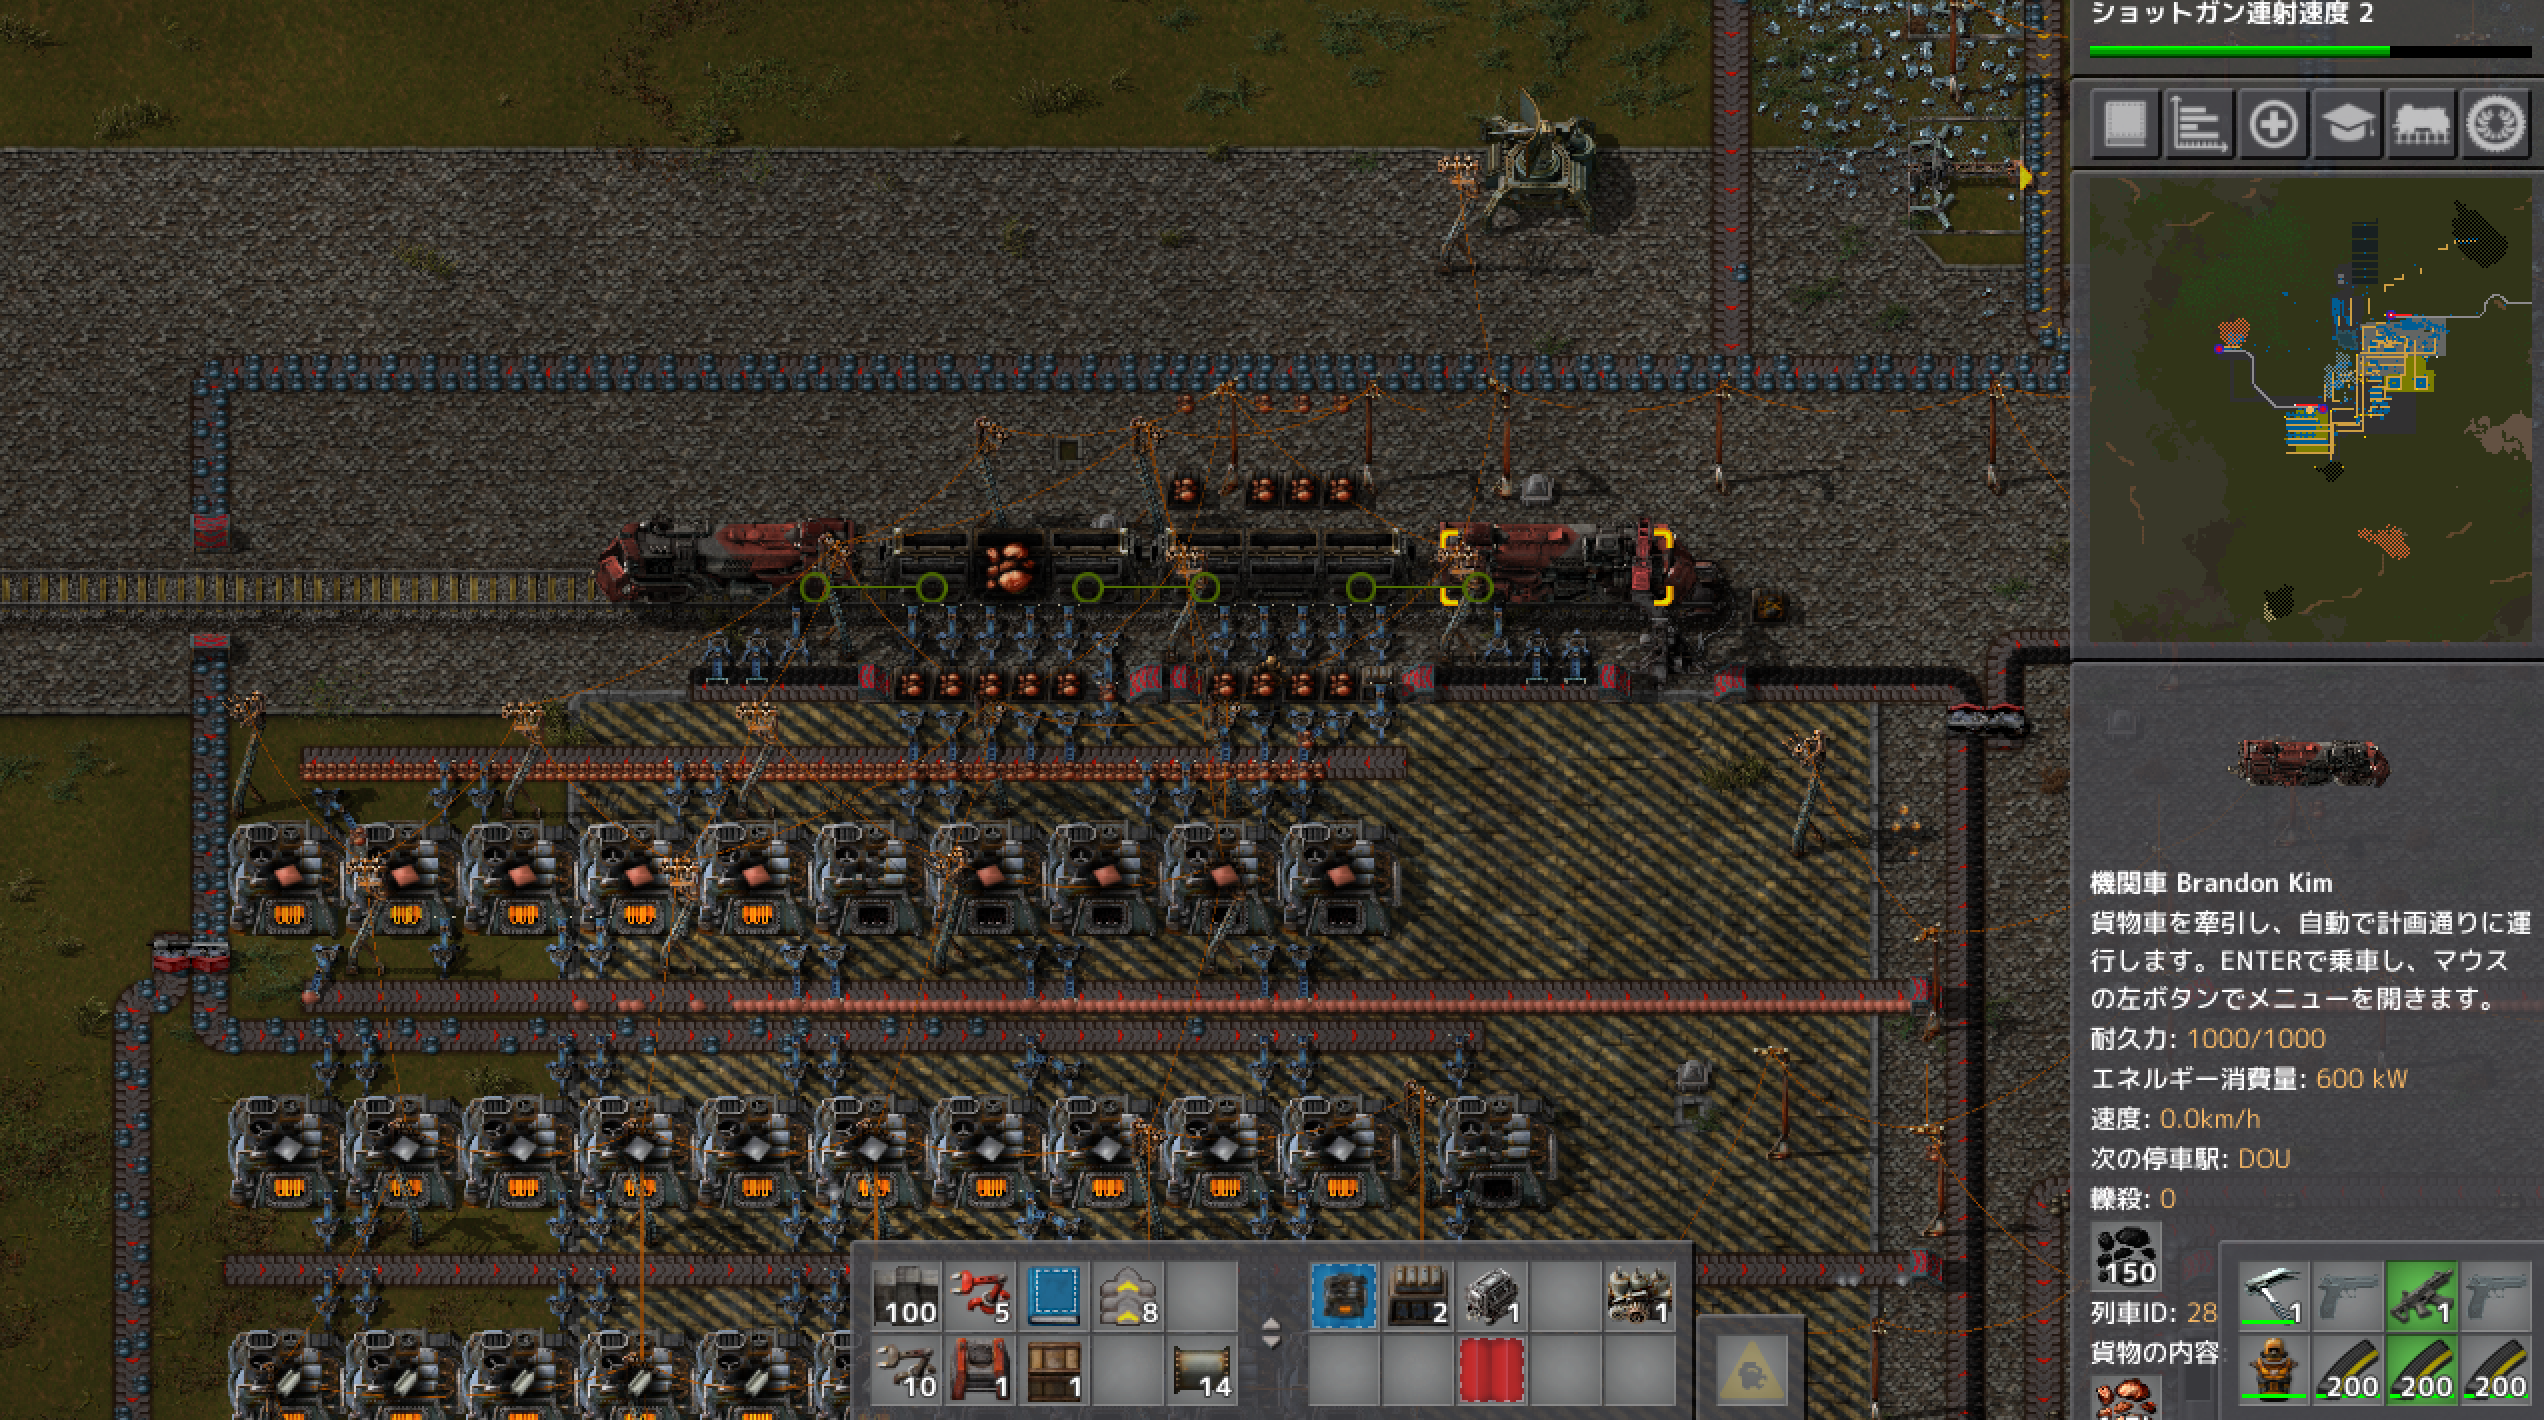 ショットガン連射速度 2
機関車 Brandon Kim
貨物車を牽引し、自動で計画通りに運
行します。ENTERで乗車し、マウス
の左ボタンでメニューを開きます。
耐久力: 1000/1000
エネルギー消費量: 600 kW
速度: 0.0km/h
次の停車駅: DOU
轢殺: 0
150
列車ID: 28
貨物の内容
100
5
8
2
1
1
10
1
1
14
1
1
200
200
200